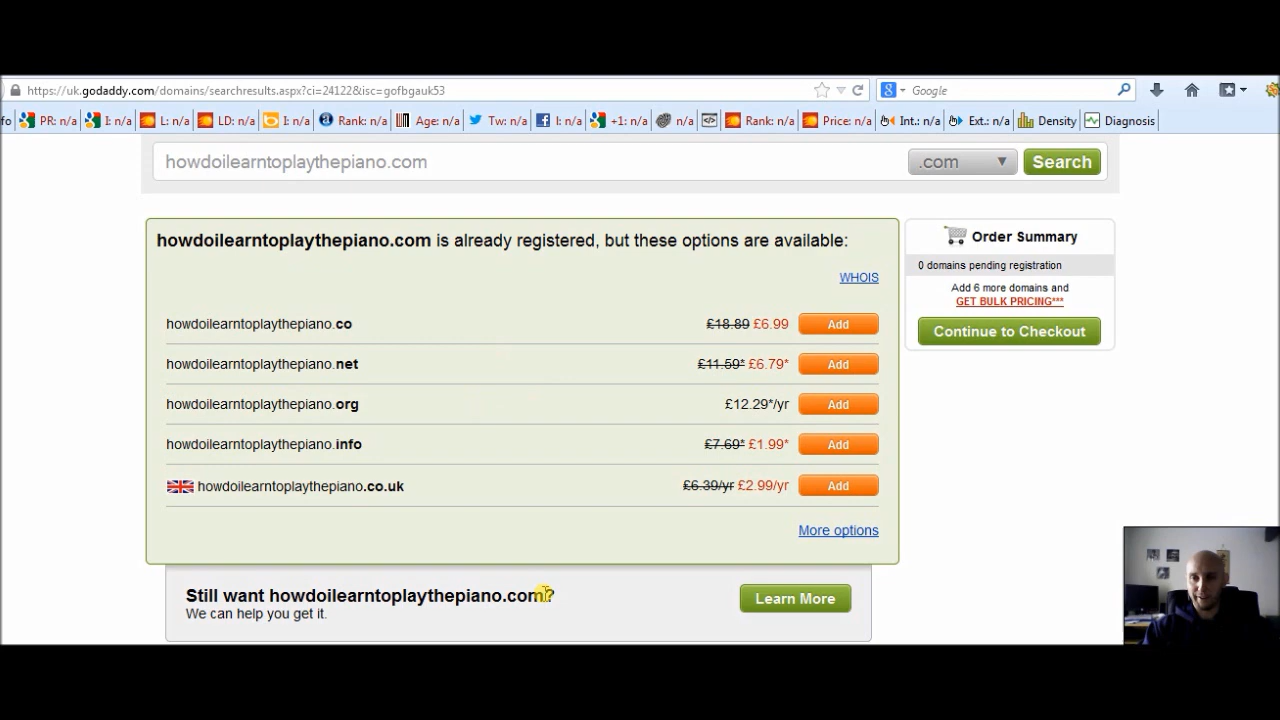 https://uk.godaddy.com/domains/searchresults.aspx?ci=24122&isc=gofbgauk53
Google
fo PR: n/a I: n/a L: n/a LD: n/a I: n/a Rank: n/a Age: n/a Tw: n/a I: n/a +1: n/a n/a Rank: n/a Price: n/a Int.: n/a Ext.: n/a Density Diagnosis
howdoilearntoplaythepiano.com .com Search
howdoilearntoplaythepiano.com is already registered, but these options are available:
WHOIS
howdoilearntoplaythepiano.co £18.89 £6.99 Add
howdoilearntoplaythepiano.net £11.59* £6.79* Add
howdoilearntoplaythepiano.org £12.29*/yr Add
howdoilearntoplaythepiano.info £7.69* £1.99* Add
howdoilearntoplaythepiano.co.uk £6.39/yr £2.99/yr Add
More options
Order Summary
0 domains pending registration
Add 6 more domains and
GET BULK PRICING***
Continue to Checkout
Still want howdoilearntoplaythepiano.com?
We can help you get it.
Learn More